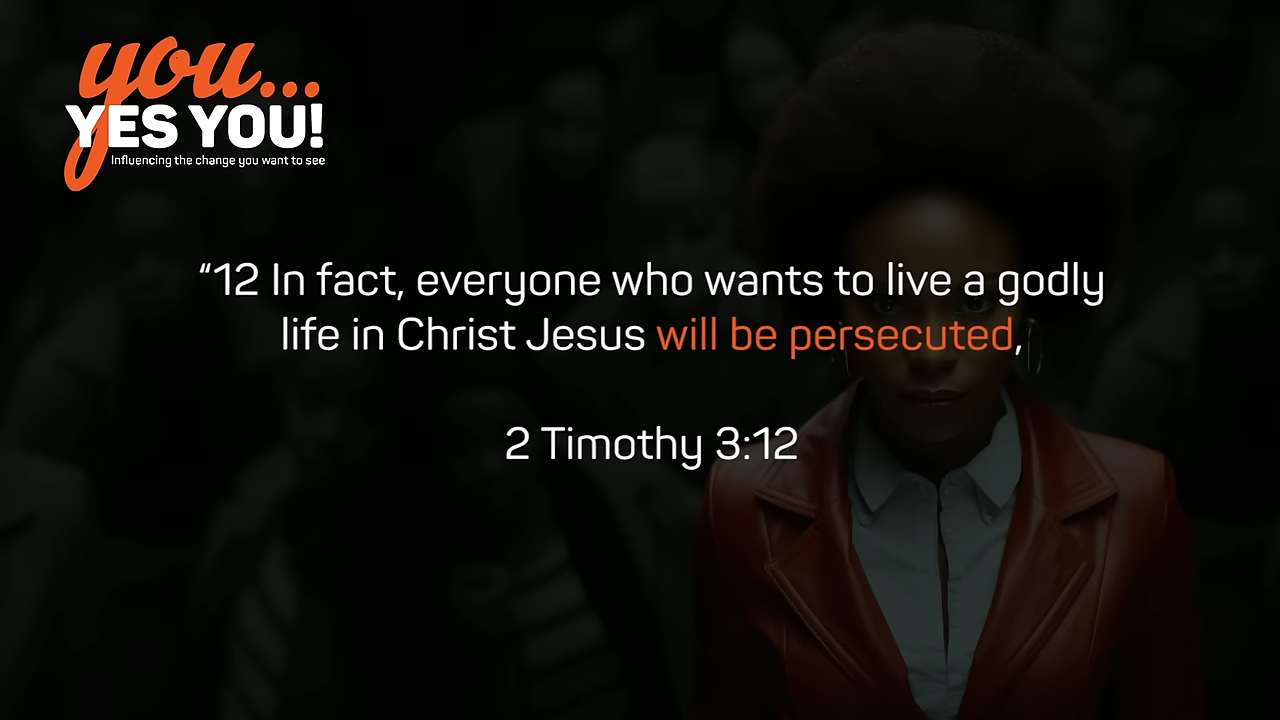 you...
YES YOU!
Influencing the change you want to see
“12 In fact, everyone who wants to live a godly
life in Christ Jesus will be persecuted,
2 Timothy 3:12